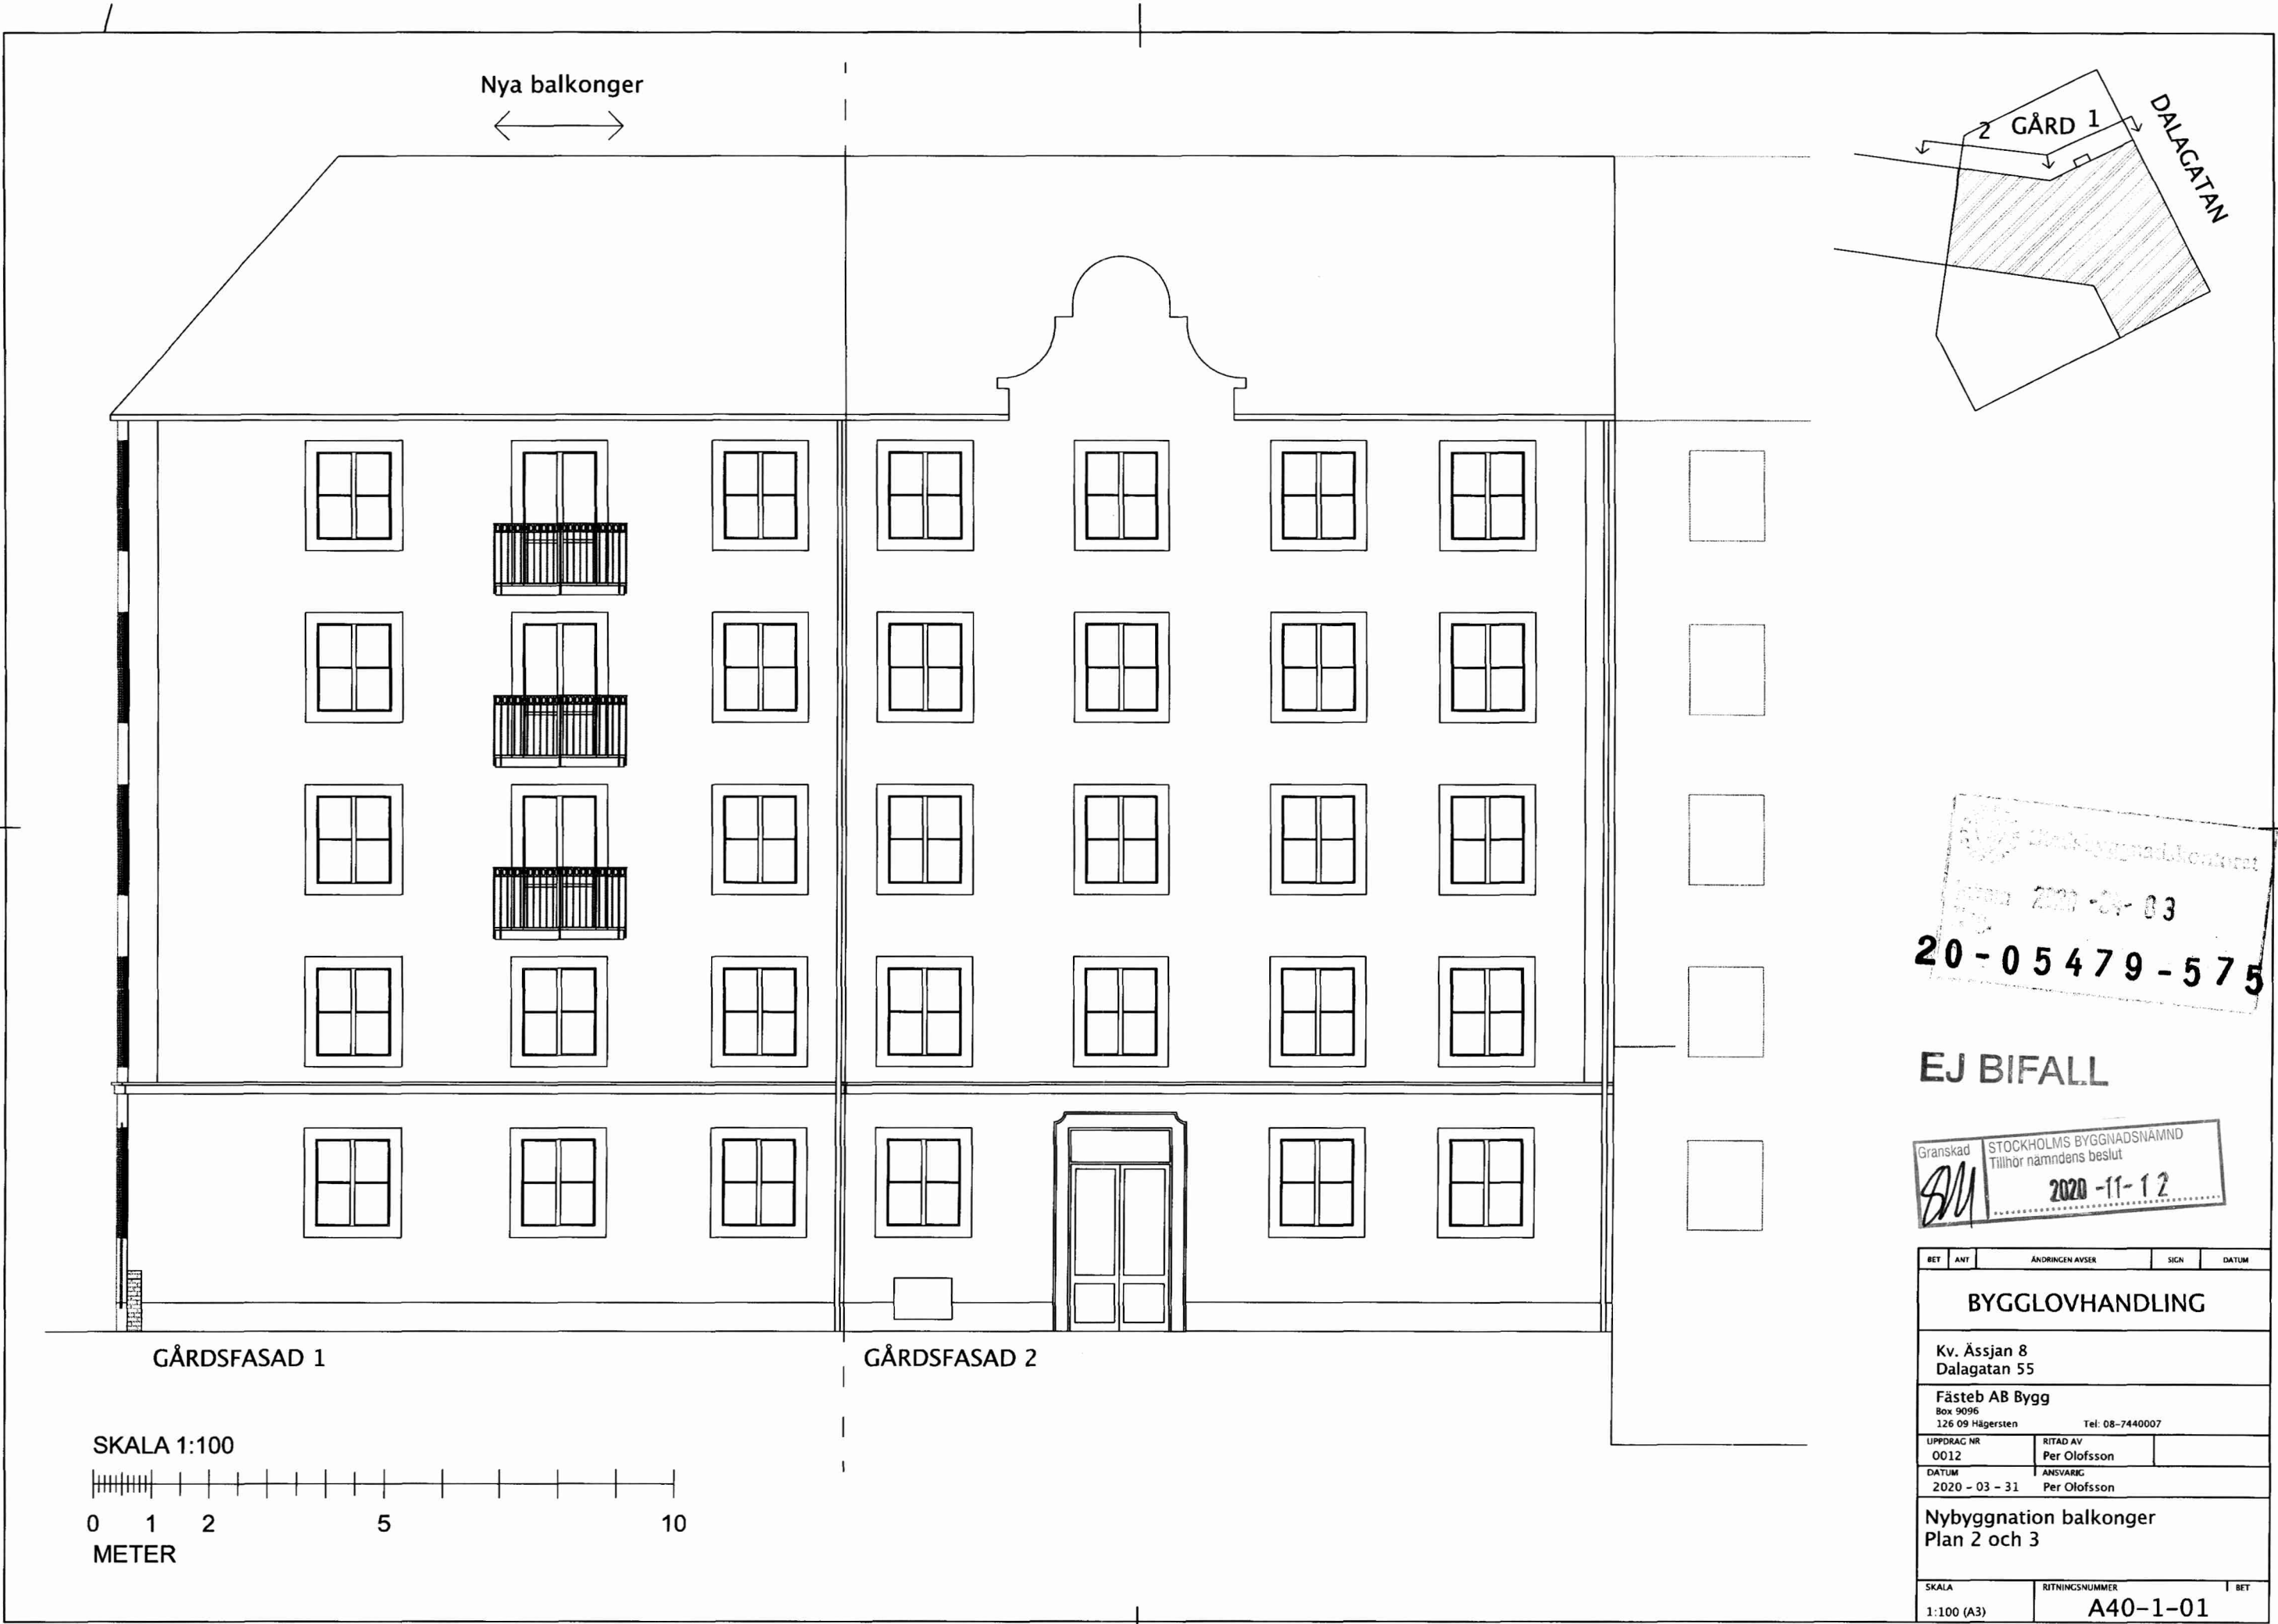 Nya balkonger
2 GÅRD 1
DALAGATAN
GÅRDSFASAD 1
GÅRDSFASAD 2
SKALA 1:100
0 1 2 5 10
METER
Stadsbyggnadskontoret
2020 -04- 03
20-05479-575
EJ BIFALL
Granskad
STOCKHOLMS BYGGNADSNÄMND
Tillhör nämndens beslut
2020 -11- 12
BET ANT ÄNDRINGEN AVSER SIGN DATUM
BYGGLOVHANDLING
Kv. Ässjan 8
Dalagatan 55
Fästeb AB Bygg
Box 9096
126 09 Hägersten Tel: 08-7440007
UPPDRAG NR RITAD AV
0012 Per Olofsson
DATUM ANSVARIG
2020 - 03 - 31 Per Olofsson
Nybyggnation balkonger
Plan 2 och 3
SKALA RITNINGSNUMMER BET
1:100 (A3) A40-1-01